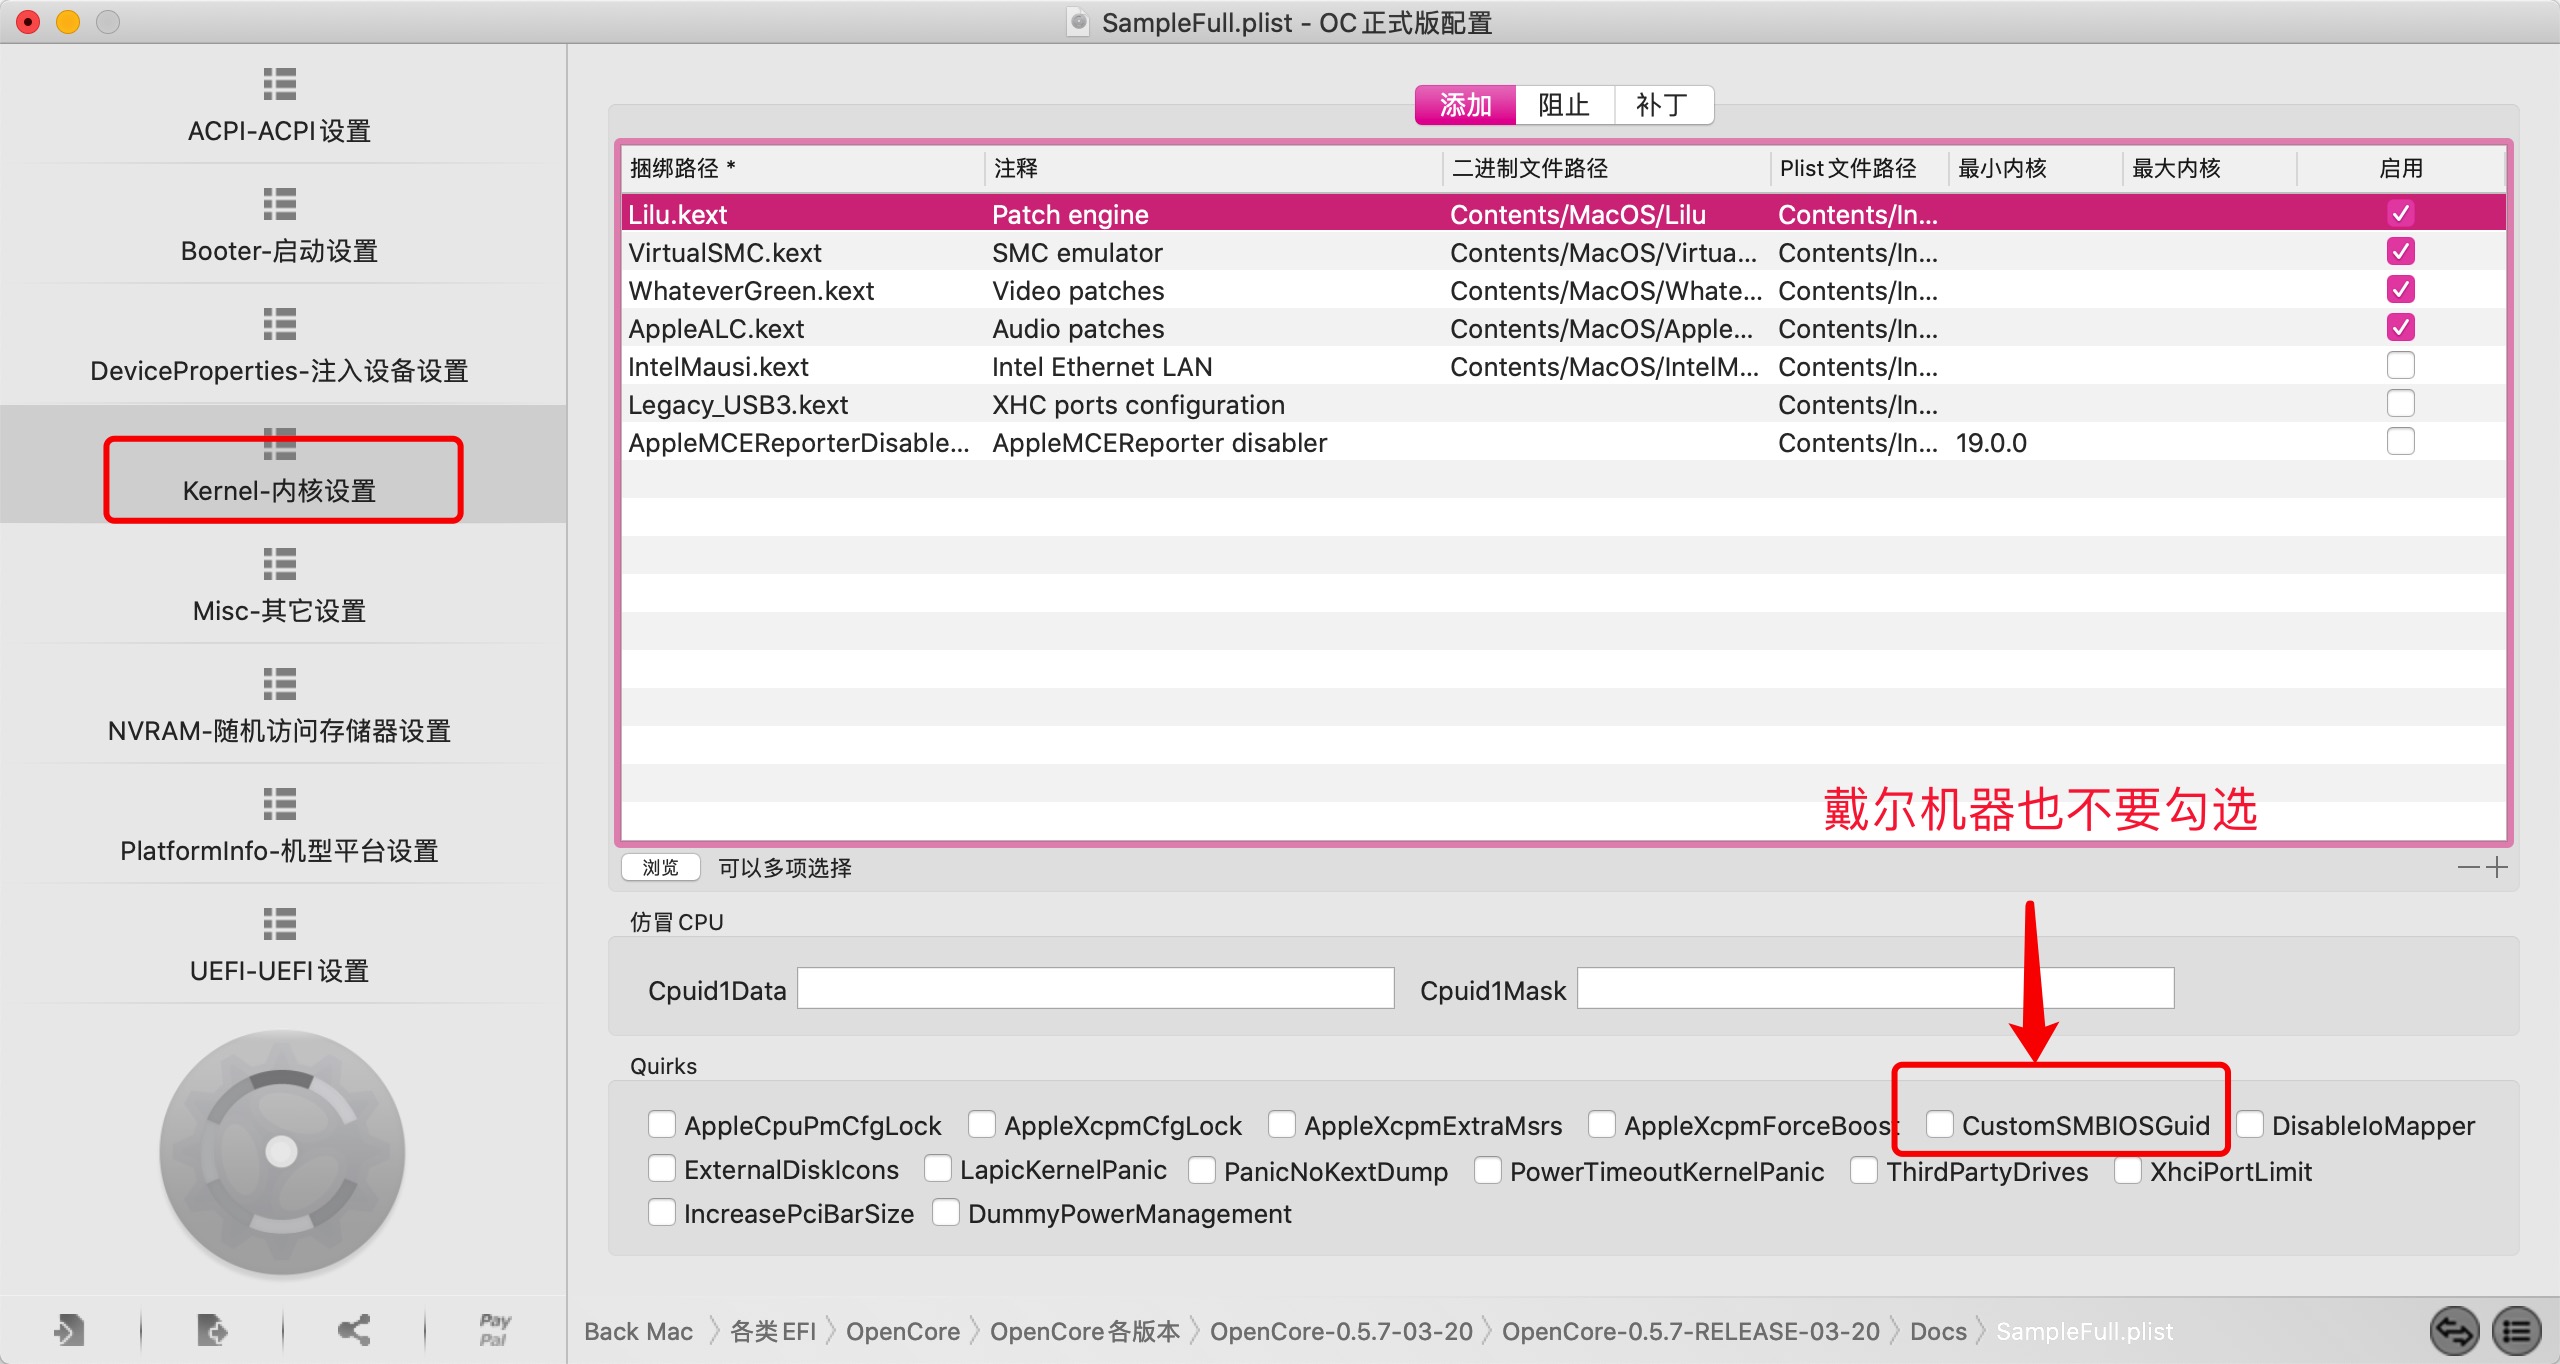 SampleFull.plist - OC正式版配置
ACPI-ACPI设置
Booter-启动设置
DeviceProperties-注入设备设置
Kernel-内核设置
Misc-其它设置
NVRAM-随机访问存储器设置
PlatformInfo-机型平台设置
UEFI-UEFI设置
PayPal
添加 阻止 补丁
捆绑路径 * 注释 二进制文件路径 Plist文件路径 最小内核 最大内核 启用
Lilu.kext Patch engine Contents/MacOS/Lilu Contents/In...
VirtualSMC.kext SMC emulator Contents/MacOS/Virtua... Contents/In...
WhateverGreen.kext Video patches Contents/MacOS/Whate... Contents/In...
AppleALC.kext Audio patches Contents/MacOS/Apple... Contents/In...
IntelMausi.kext Intel Ethernet LAN Contents/MacOS/IntelM... Contents/In...
Legacy_USB3.kext XHC ports configuration Contents/In...
AppleMCEReporterDisable... AppleMCEReporter disabler Contents/In... 19.0.0
戴尔机器也不要勾选
浏览 可以多项选择
仿冒CPU
Cpuid1Data Cpuid1Mask
Quirks
AppleCpuPmCfgLock AppleXcpmCfgLock AppleXcpmExtraMsrs AppleXcpmForceBoost CustomSMBIOSGuid DisableIoMapper
ExternalDiskIcons LapicKernelPanic PanicNoKextDump PowerTimeoutKernelPanic ThirdPartyDrives XhciPortLimit
IncreasePciBarSize DummyPowerManagement
Back Mac 各类EFI OpenCore OpenCore各版本 OpenCore-0.5.7-03-20 OpenCore-0.5.7-RELEASE-03-20 Docs SampleFull.plist